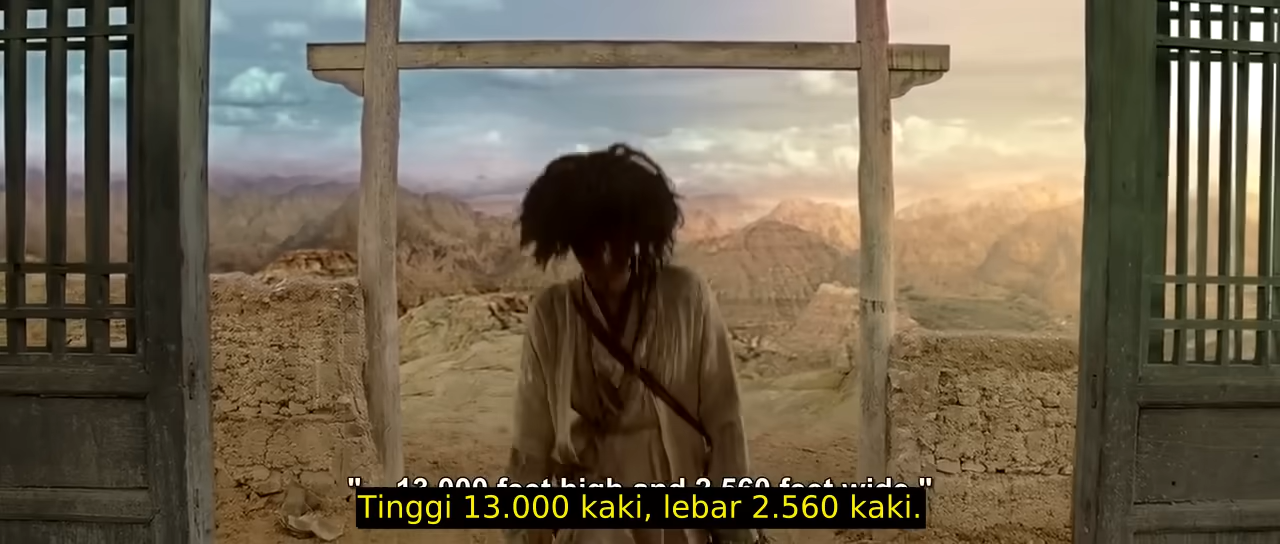 "... 13,000 feet high and 2,560 feet wide."
Tinggi 13.000 kaki, lebar 2.560 kaki.